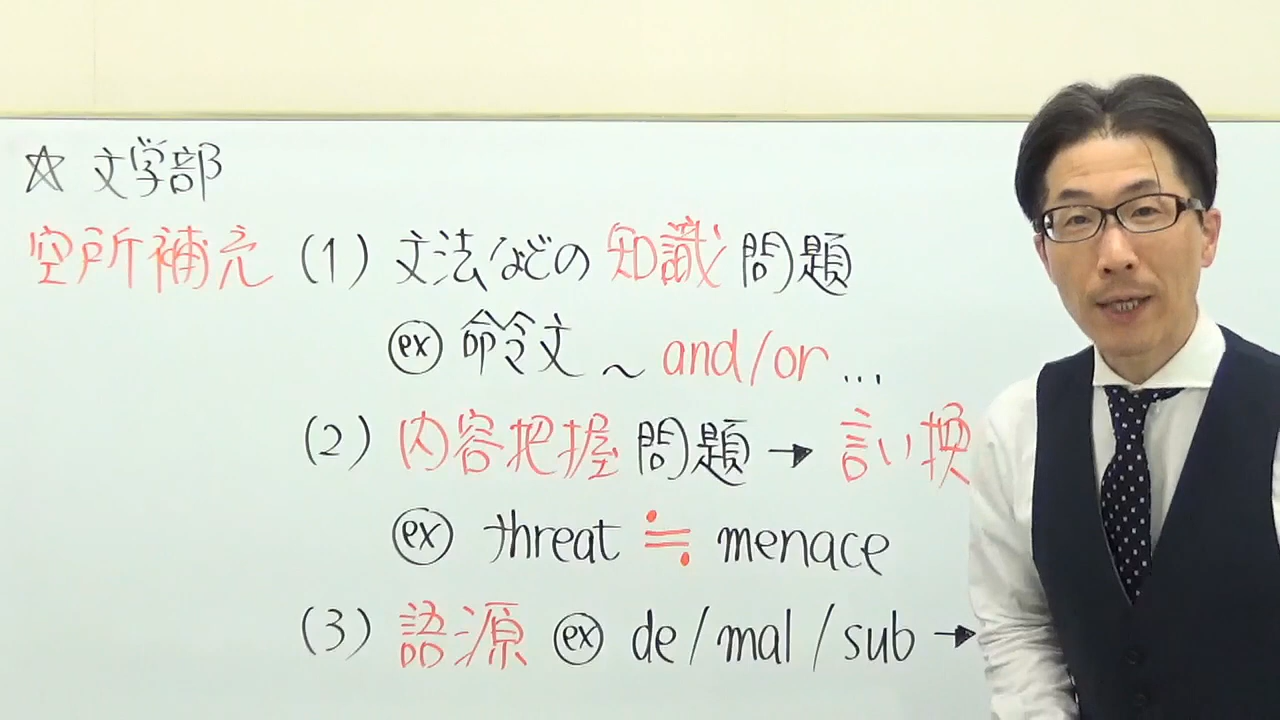 ☆ 文学部
空所補充 (1) 文法などの知識問題
ex 命令文 ~ and/or ...
(2) 内容把握問題 → 言い換
ex threat ≒ menace
(3) 語源 ex de/mal/sub →